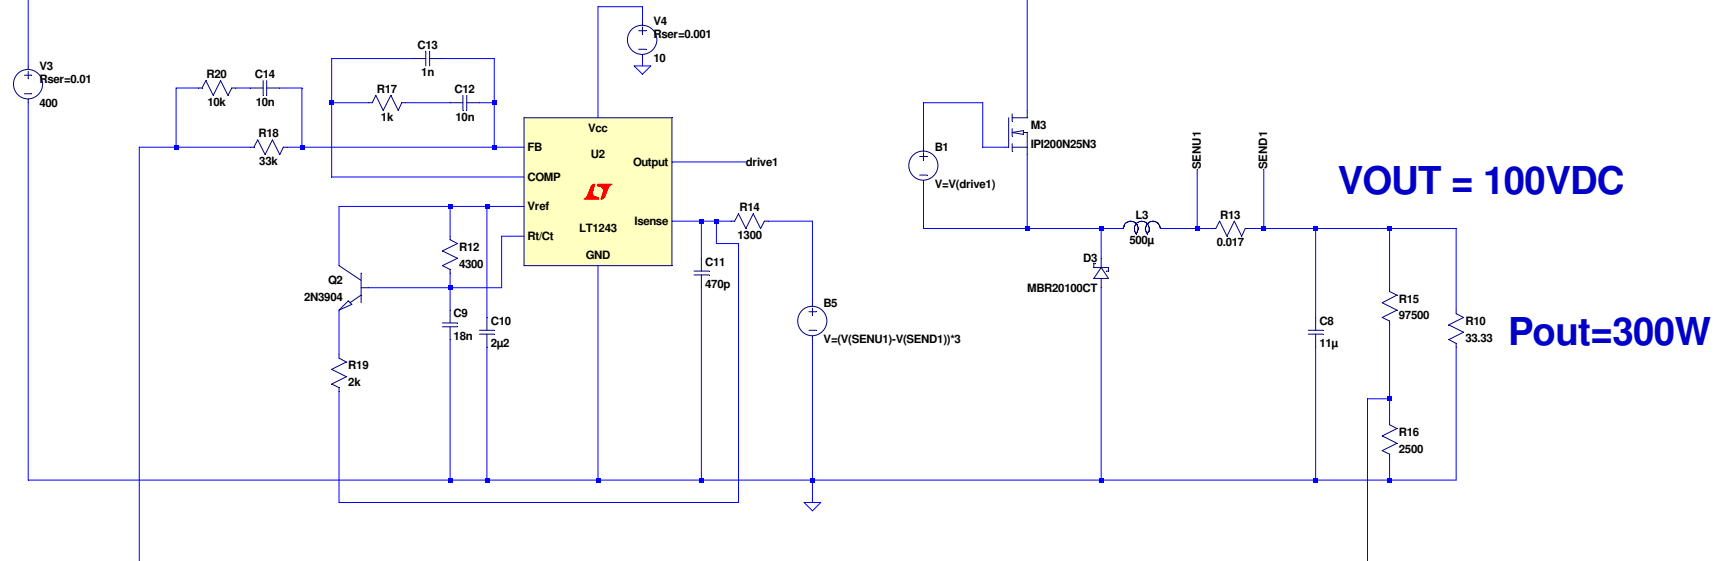 V3
Rser=0.01
400
R20
10k
C14
10n
R18
33k
C13
1n
R17
1k
C12
10n
V4
Rser=0.001
10
Vcc
FB
U2
Output
drive1
COMP
Vref
Isense
Rt/Ct
LT1243
GND
R14
1300
R12
4300
Q2
2N3904
C9
18n
C10
2µ2
R19
2k
C11
470p
B5
V=(V(SENU1)-V(SEND1))*3
B1
V=V(drive1)
M3
IPI200N25N3
D3
MBR20100CT
L3
500µ
SENU1
R13
0.017
SEND1
C8
11µ
R15
97500
R16
2500
R10
33.33
VOUT = 100VDC
Pout=300W